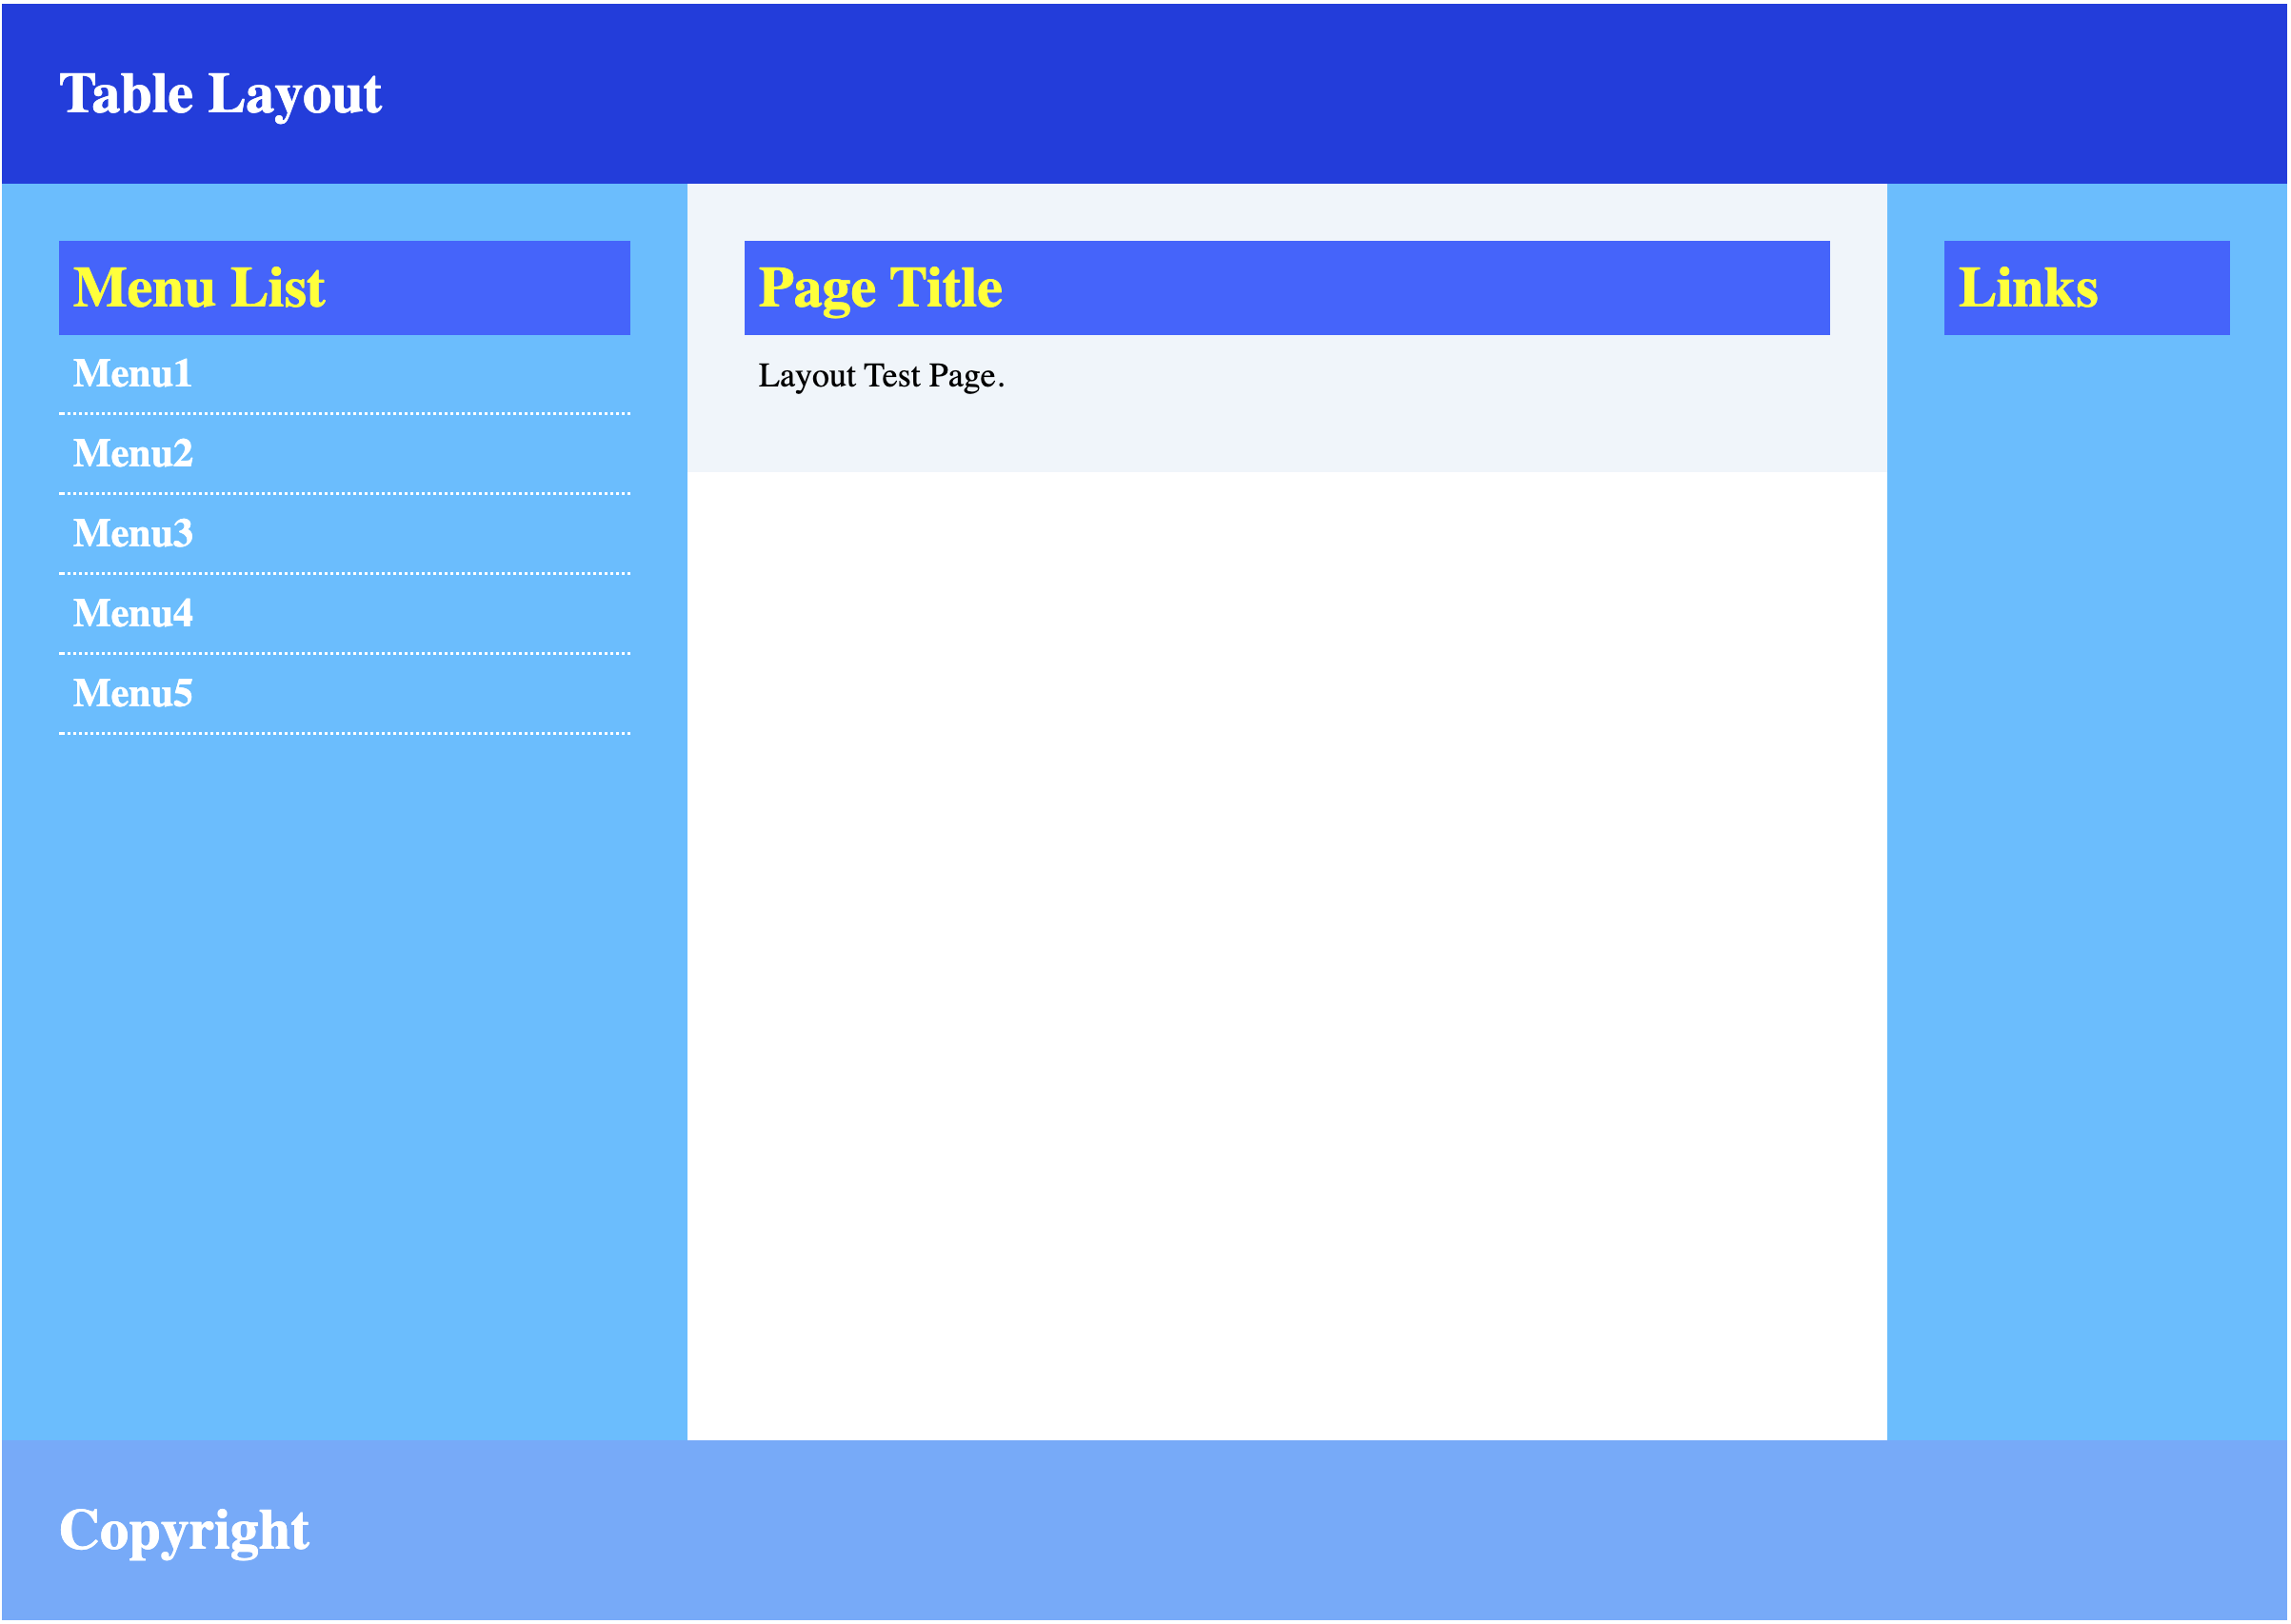 Table Layout
Menu List
Menu1
Menu2
Menu3
Menu4
Menu5
Page Title
Layout Test Page.
Links
Copyright